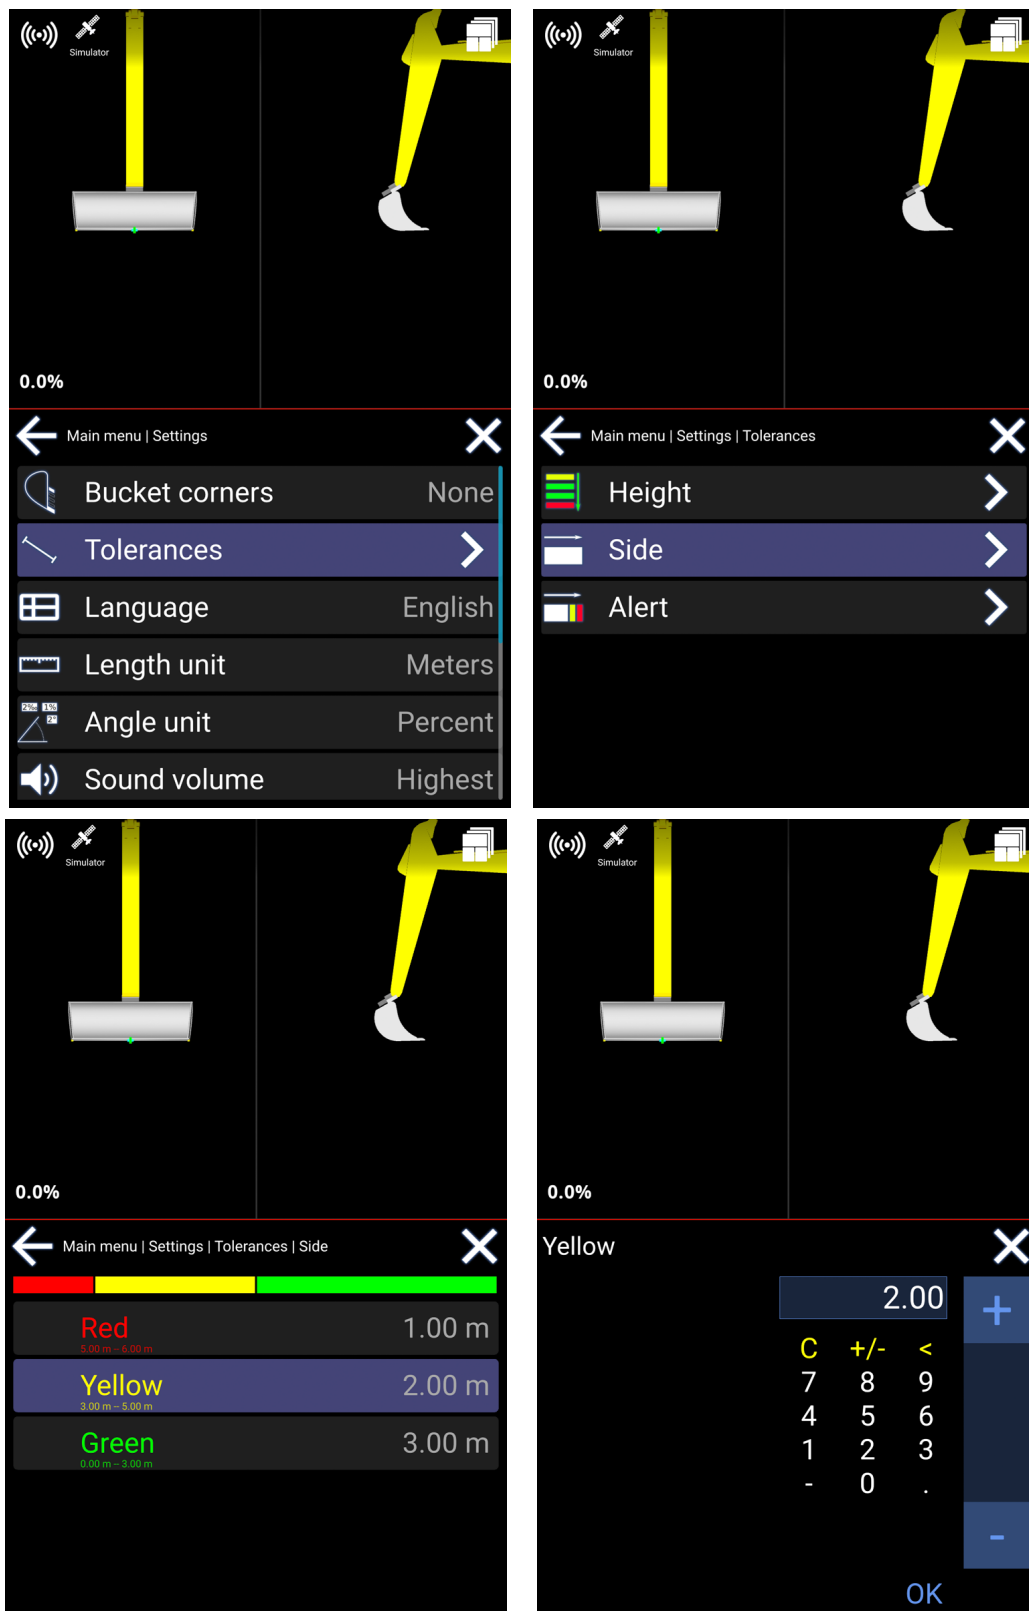 Simulator
0.0%
Main menu | Settings
Bucket corners None
Tolerances
Language English
Length unit Meters
2‰ 1% 2° Angle unit Percent
Sound volume Highest
Simulator
0.0%
Main menu | Settings | Tolerances
Height
Side
Alert
Simulator
0.0%
Main menu | Settings | Tolerances | Side
Red 1.00 m
5.00 m – 6.00 m
Yellow 2.00 m
3.00 m – 5.00 m
Green 3.00 m
0.00 m – 3.00 m
Simulator
0.0%
Yellow
2.00 +
C +/- <
7 8 9
4 5 6
1 2 3
- 0 .
-
OK